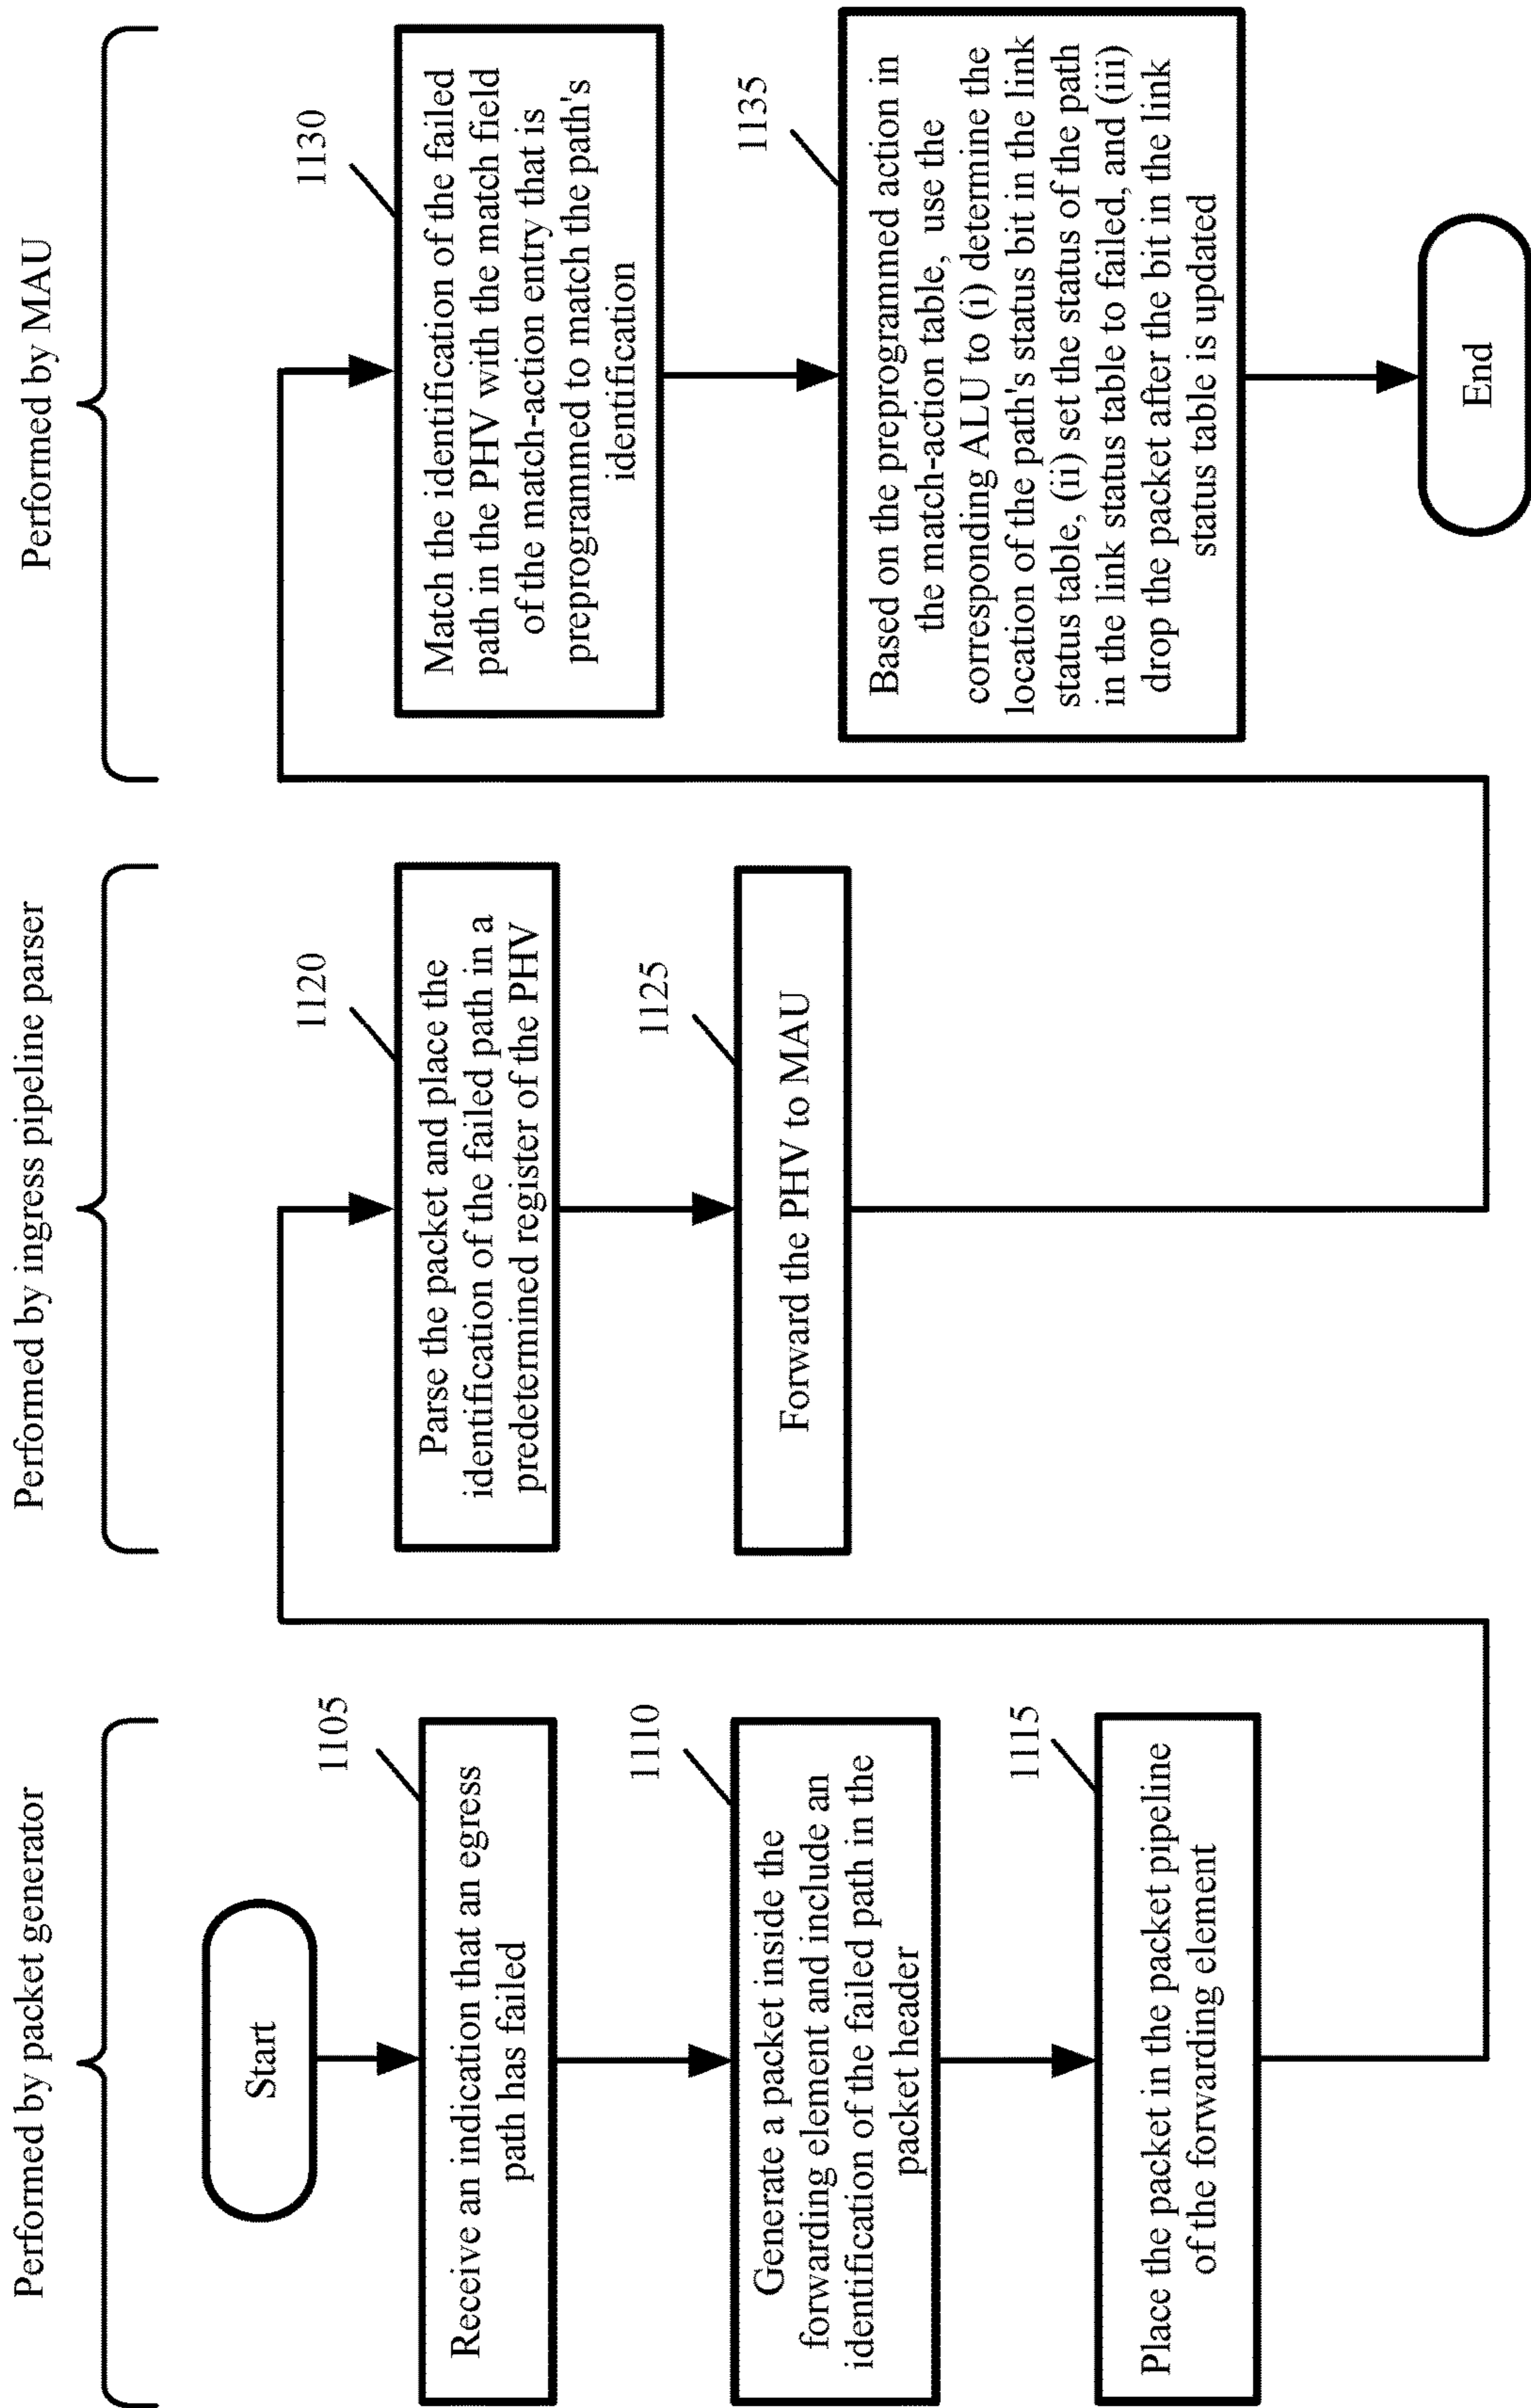 Performed by packet generator
Start
1105
Receive an indication that an egress
path has failed
1110
Generate a packet inside the
forwarding element and include an
identification of the failed path in the
packet header
1115
Place the packet in the packet pipeline
of the forwarding element
Performed by ingress pipeline parser
1120
Parse the packet and place the
identification of the failed path in a
predetermined register of the PHV
1125
Forward the PHV to MAU
Performed by MAU
1130
Match the identification of the failed
path in the PHV with the match field
of the match-action entry that is
preprogrammed to match the path's
identification
1135
Based on the preprogrammed action in
the match-action table, use the
corresponding ALU to (i) determine the
location of the path's status bit in the link
status table, (ii) set the status of the path
in the link status table to failed, and (iii)
drop the packet after the bit in the link
status table is updated
End